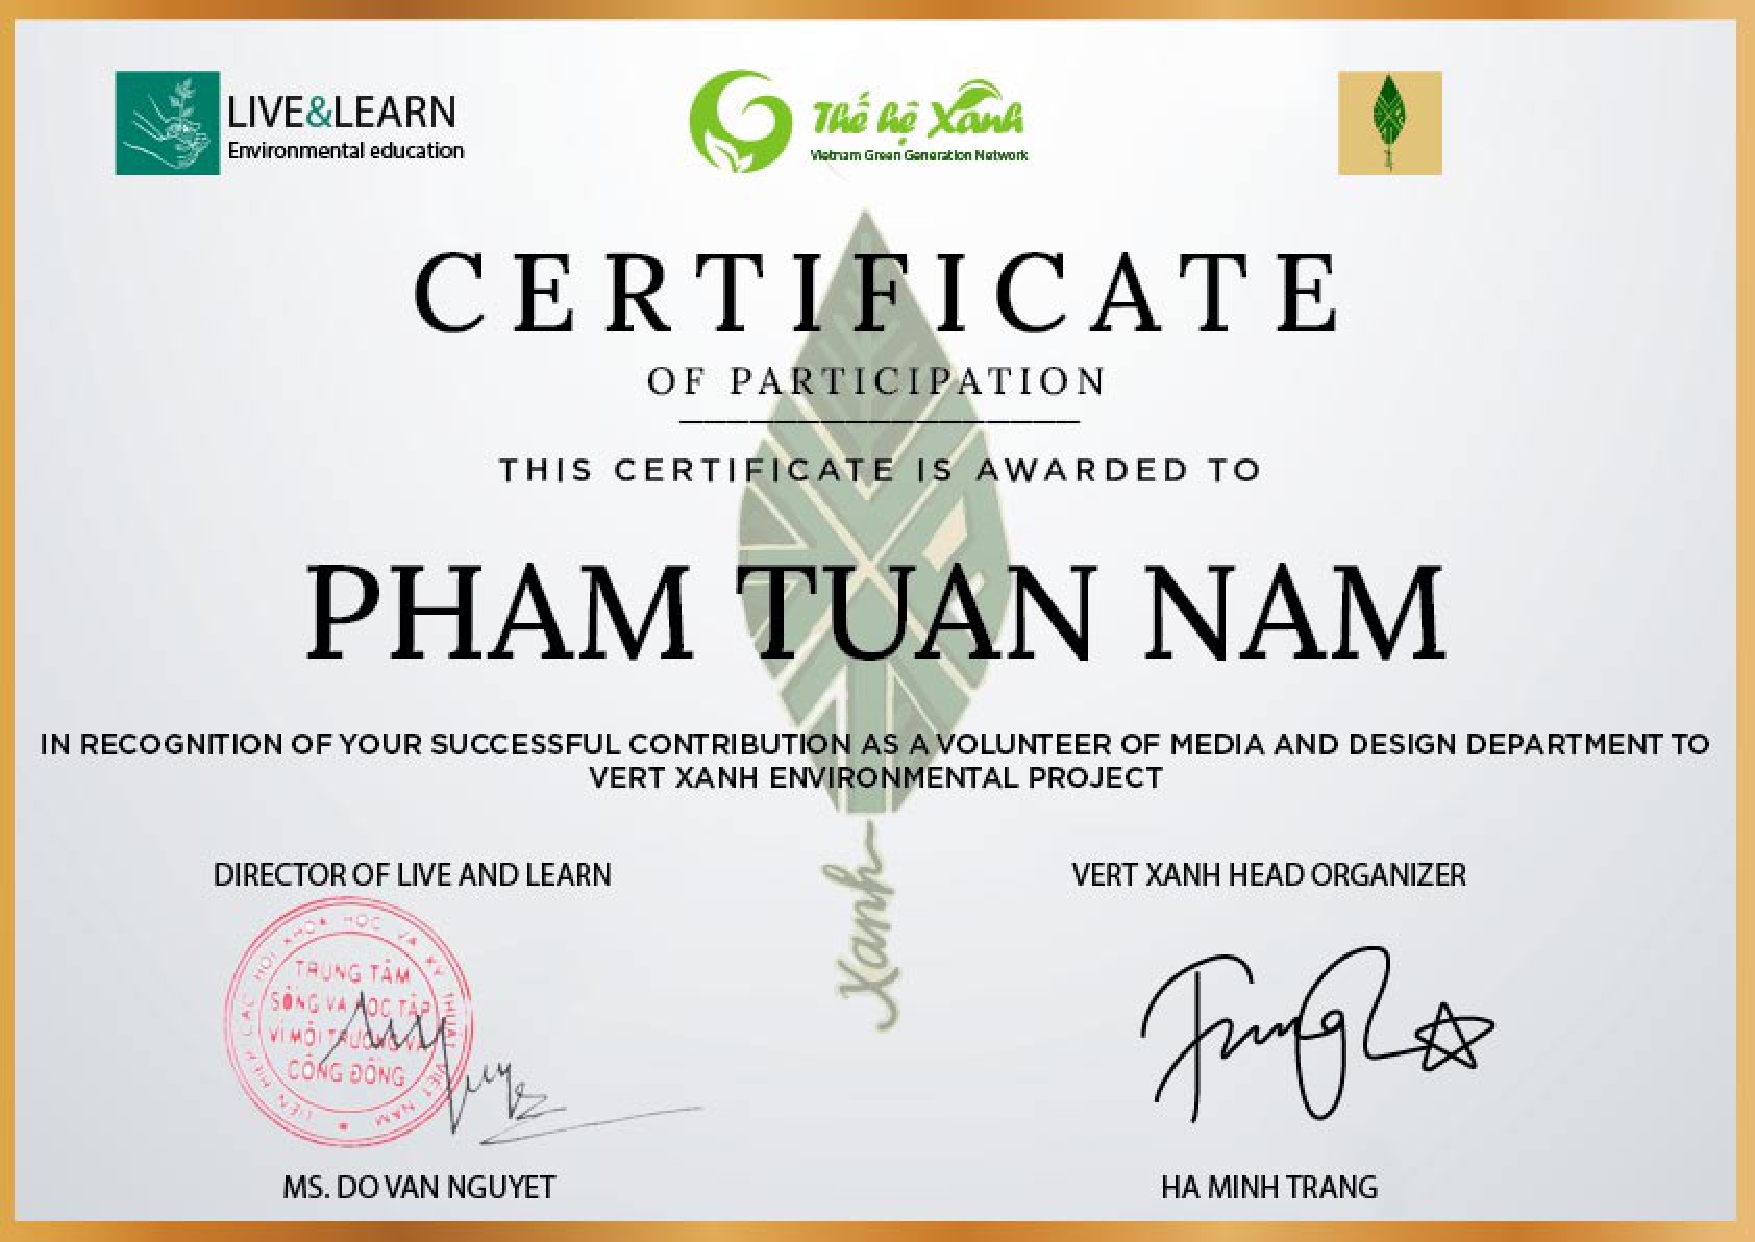 LIVE&LEARN
Environmental education
Thế hệ Xanh
Vietnam Green Generation Network
CERTIFICATE
OF PARTICIPATION
THIS CERTIFICATE IS AWARDED TO
PHAM TUAN NAM
IN RECOGNITION OF YOUR SUCCESSFUL CONTRIBUTION AS A VOLUNTEER OF MEDIA AND DESIGN DEPARTMENT TO
VERT XANH ENVIRONMENTAL PROJECT
Xanh
DIRECTOR OF LIVE AND LEARN
VERT XANH HEAD ORGANIZER
LIÊN HIỆP CÁC HỘI KHOA HỌC VÀ KỸ THUẬT VIỆT NAM
TRUNG TÂM
SỐNG VÀ HỌC TẬP
VÌ MÔI TRƯỜNG VÀ
CỘNG ĐỒNG
MS. DO VAN NGUYET
HA MINH TRANG